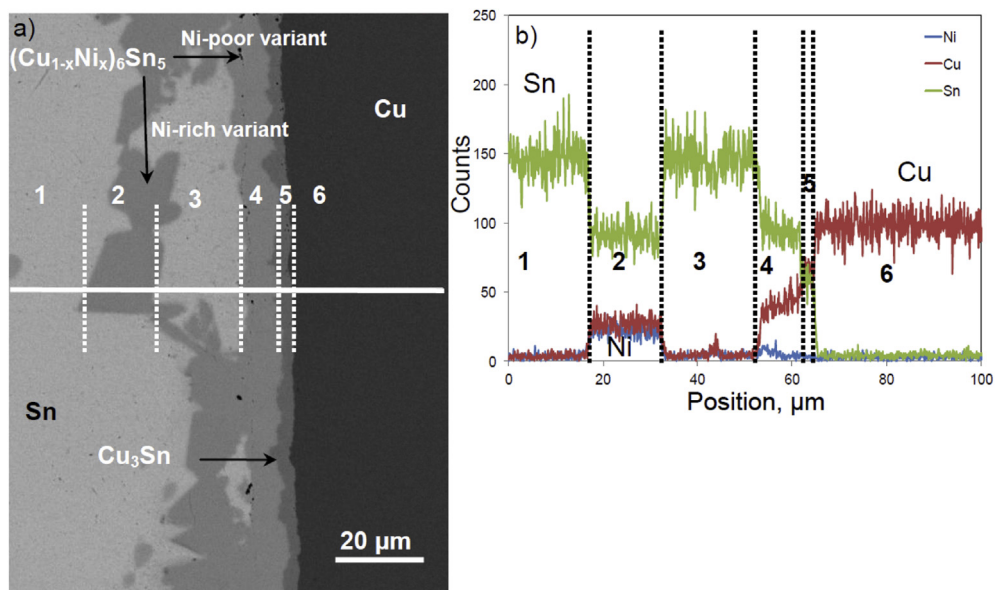 a)
Ni-poor variant
(Cu1-xNix)6Sn5
Cu
Ni-rich variant
1 2 3 4 5 6
Sn
Cu3Sn
20 µm
b)
Ni
Cu
Sn
250
200
150
100
50
0
Counts
Sn
Cu
5
1 2 3 4 6
Ni
0 20 40 60 80 100
Position, µm